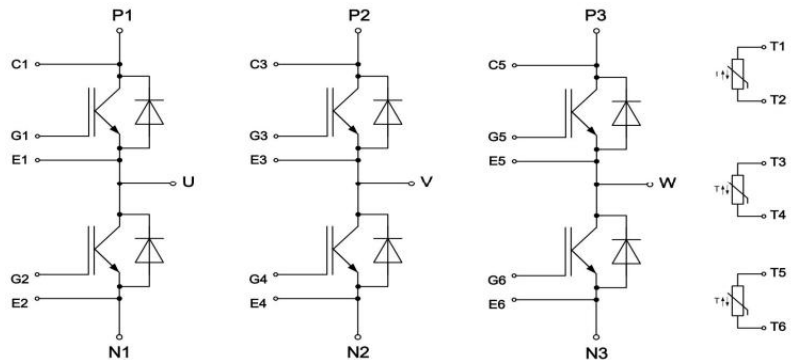 P1 P2 P3
C1 C3 C5 T1
T2
G1 G3 G5
E1 E3 E5 T3
U V W
T4
G2 G4 G6 T5
E2 E4 E6
T6
N1 N2 N3